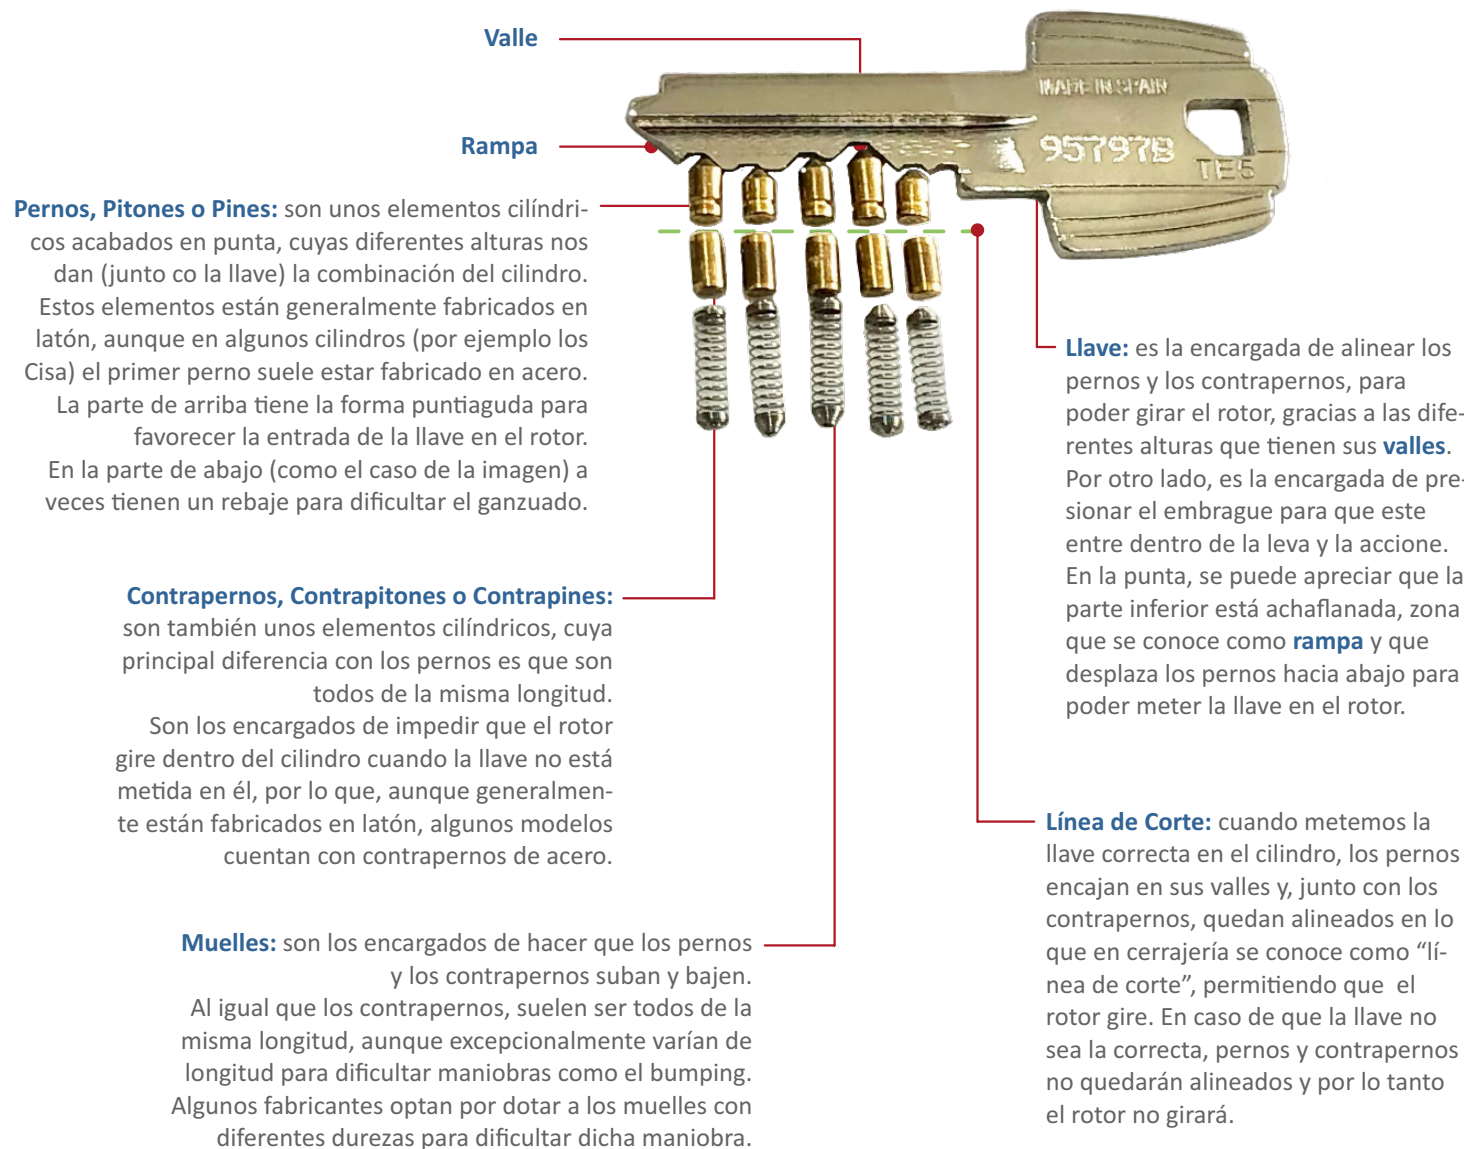 Valle
MADE IN SPAIN
95797B
TE5
Rampa
Pernos, Pitones o Pines: son unos elementos cilíndri-
cos acabados en punta, cuyas diferentes alturas nos
dan (junto co la llave) la combinación del cilindro.
Estos elementos están generalmente fabricados en
latón, aunque en algunos cilindros (por ejemplo los
Cisa) el primer perno suele estar fabricado en acero.
La parte de arriba tiene la forma puntiaguda para
favorecer la entrada de la llave en el rotor.
En la parte de abajo (como el caso de la imagen) a
veces tienen un rebaje para dificultar el ganzuado.
Contrapernos, Contrapitones o Contrapines:
son también unos elementos cilíndricos, cuya
principal diferencia con los pernos es que son
todos de la misma longitud.
Son los encargados de impedir que el rotor
gire dentro del cilindro cuando la llave no está
metida en él, por lo que, aunque generalmen-
te están fabricados en latón, algunos modelos
cuentan con contrapernos de acero.
Muelles: son los encargados de hacer que los pernos
y los contrapernos suban y bajen.
Al igual que los contrapernos, suelen ser todos de la
misma longitud, aunque excepcionalmente varían de
longitud para dificultar maniobras como el bumping.
Algunos fabricantes optan por dotar a los muelles con
diferentes durezas para dificultar dicha maniobra.
Llave: es la encargada de alinear los
pernos y los contrapernos, para
poder girar el rotor, gracias a las dife-
rentes alturas que tienen sus valles.
Por otro lado, es la encargada de pre-
sionar el embrague para que este
entre dentro de la leva y la accione.
En la punta, se puede apreciar que la
parte inferior está achaflanada, zona
que se conoce como rampa y que
desplaza los pernos hacia abajo para
poder meter la llave en el rotor.
Línea de Corte: cuando metemos la
llave correcta en el cilindro, los pernos
encajan en sus valles y, junto con los
contrapernos, quedan alineados en lo
que en cerrajería se conoce como “lí-
nea de corte”, permitiendo que el
rotor gire. En caso de que la llave no
sea la correcta, pernos y contrapernos
no quedarán alineados y por lo tanto
el rotor no girará.